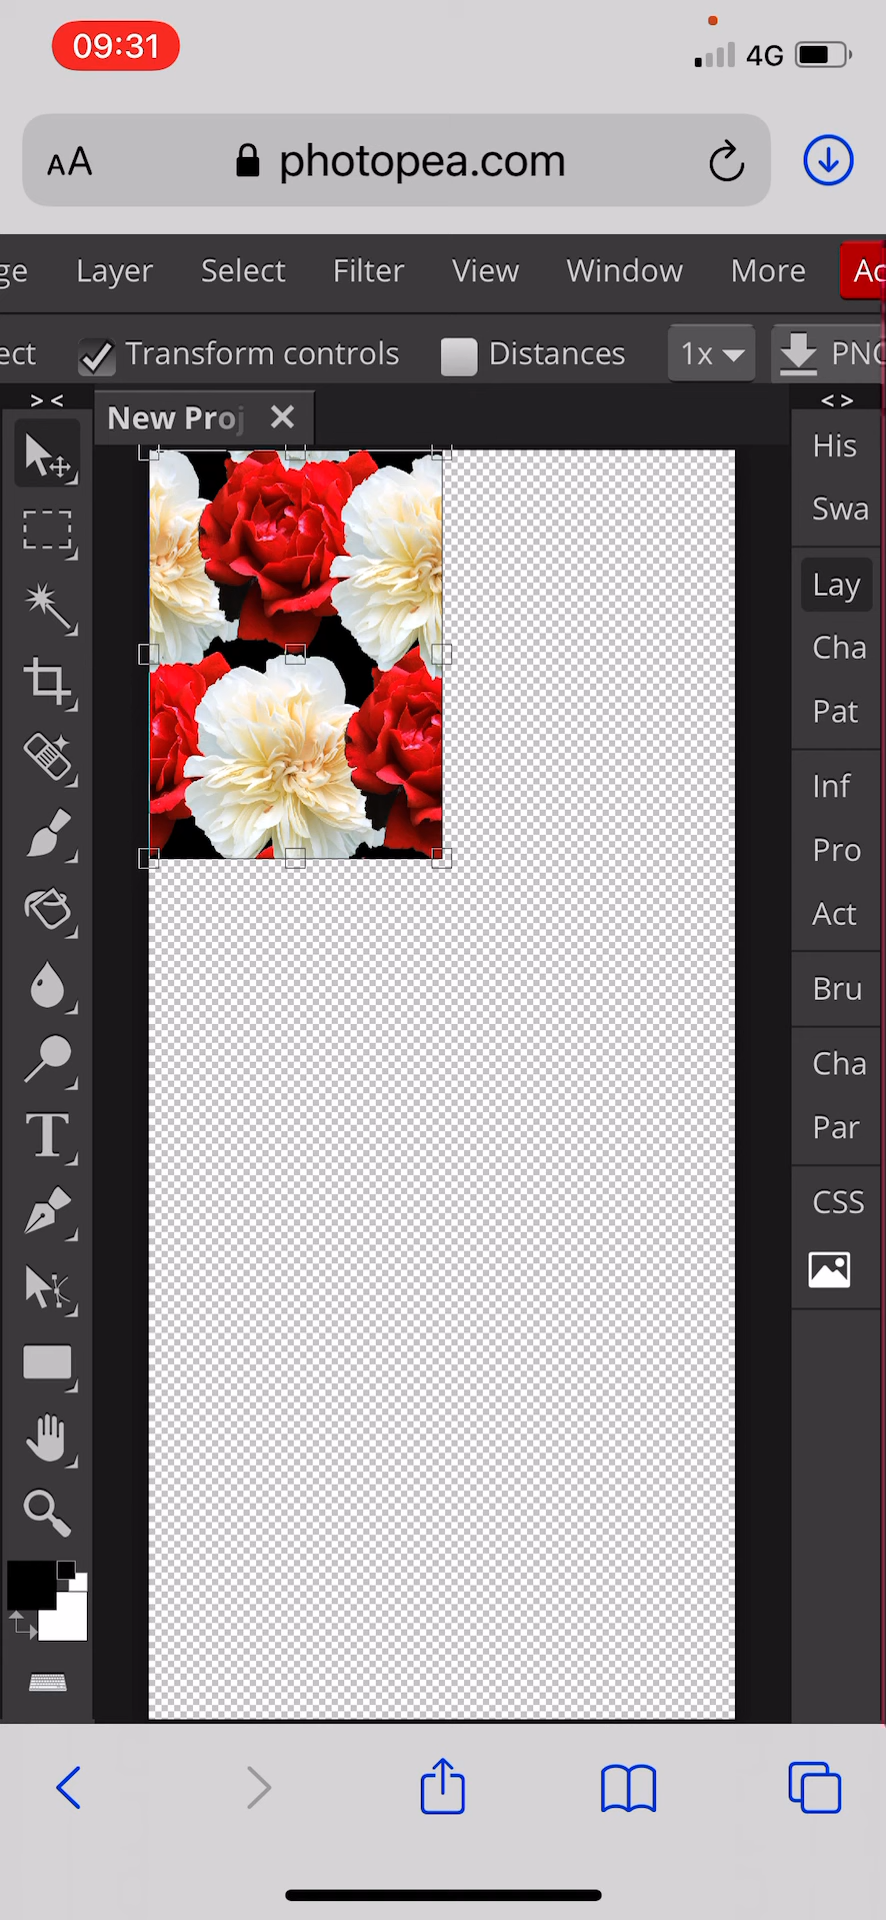 09:31
4G
AA
photopea.com
ge Layer Select Filter View Window More Ac
ect Transform controls Distances 1x PNG
> <
New Proj
< >
His
Swa
Lay
Cha
Pat
Inf
Pro
Act
Bru
Cha
Par
CSS
T